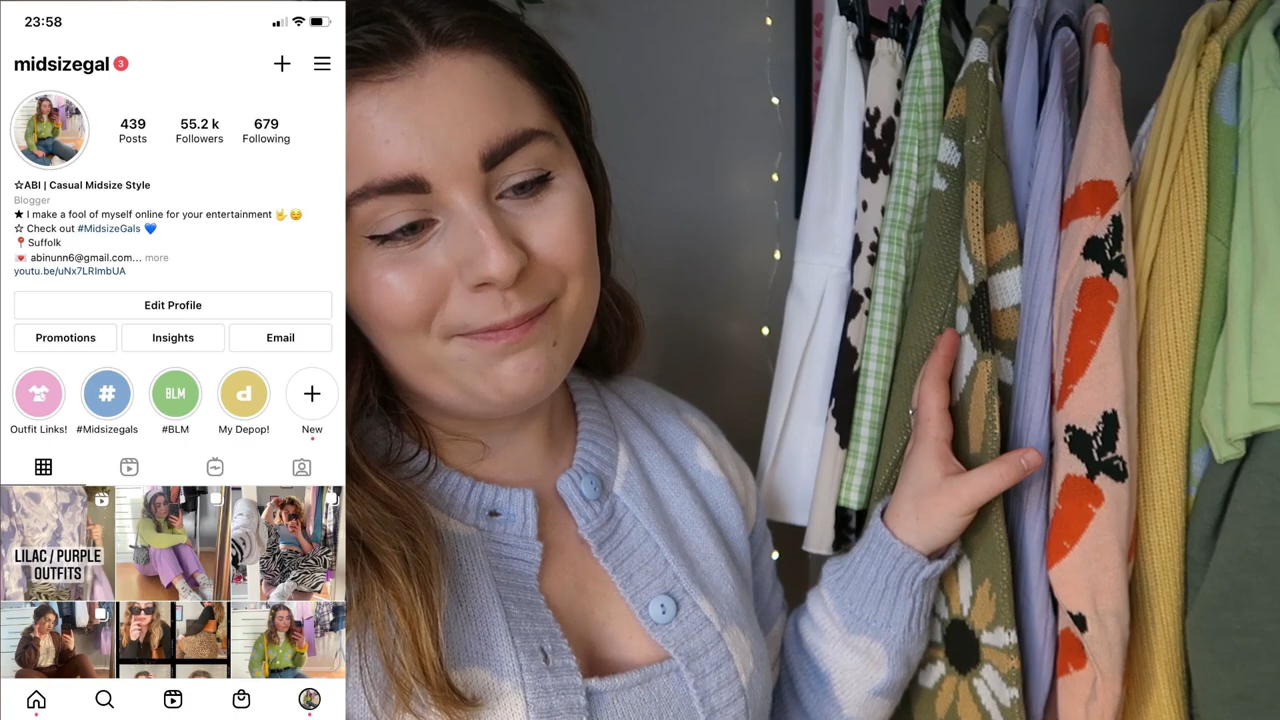 23:58
midsizegal 3
439 55.2 k 679
Posts Followers Following
☆ABI | Casual Midsize Style
Blogger
★ I make a fool of myself online for your entertainment 🤟😊
☆ Check out #MidsizeGals 💙
📍Suffolk
💌 abinunn6@gmail.com... more
youtu.be/uNx7LRImbUA
Edit Profile
Promotions Insights Email
# BLM d
Outfit Links! #Midsizegals #BLM My Depop! New
LILAC / PURPLE
OUTFITS